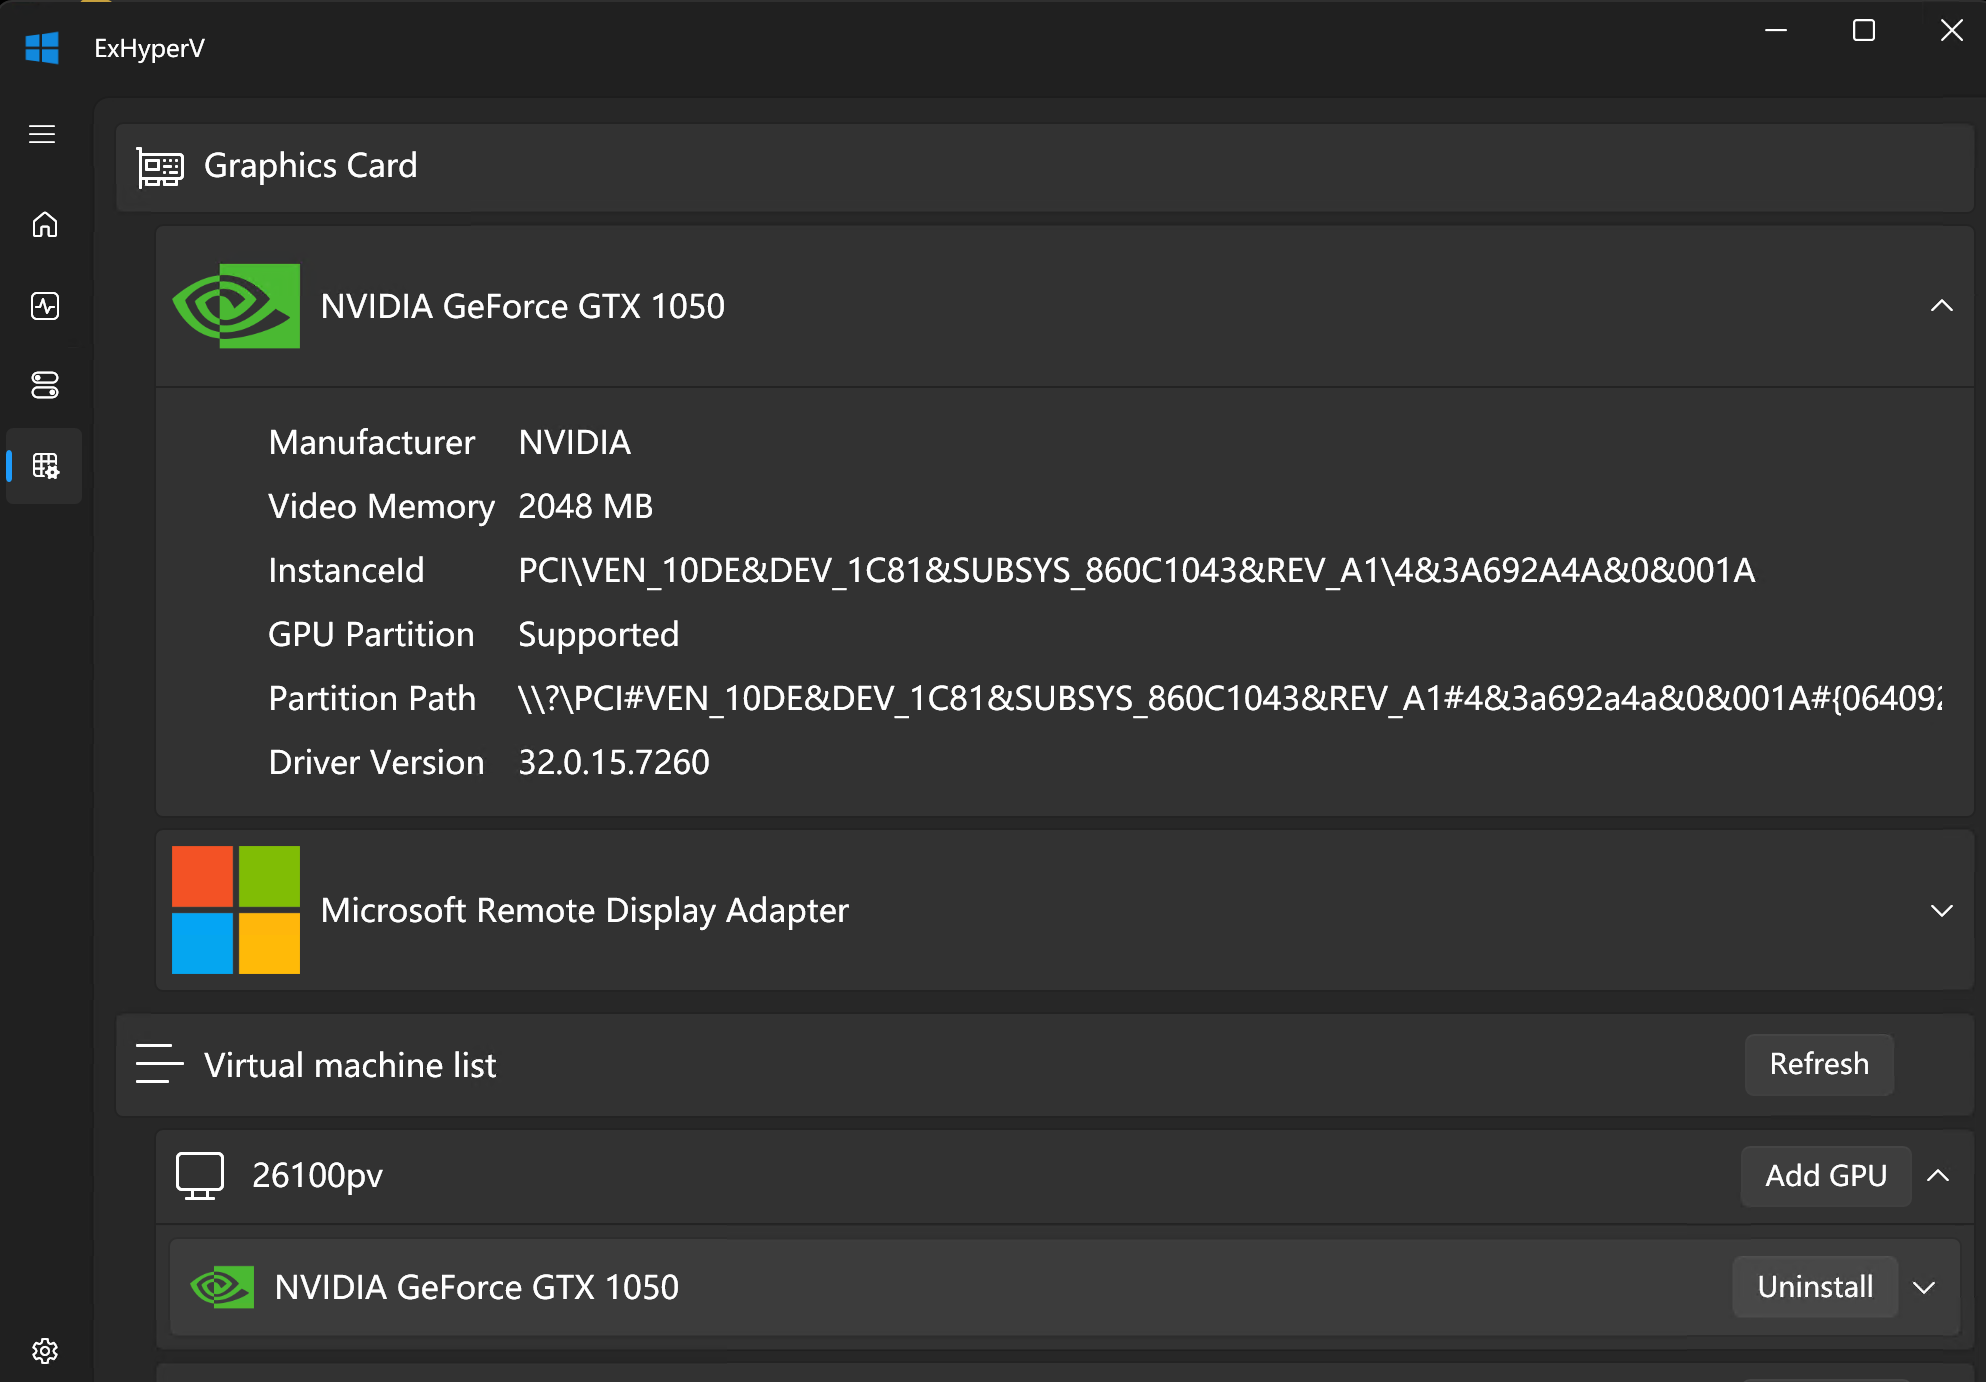 ExHyperV
Graphics Card
NVIDIA GeForce GTX 1050
Manufacturer NVIDIA
Video Memory 2048 MB
InstanceId PCI\VEN_10DE&DEV_1C81&SUBSYS_860C1043&REV_A1\4&3A692A4A&0&001A
GPU Partition Supported
Partition Path \\?\PCI#VEN_10DE&DEV_1C81&SUBSYS_860C1043&REV_A1#4&3a692a4a&0&001A#{064092
Driver Version 32.0.15.7260
Microsoft Remote Display Adapter
Virtual machine list Refresh
26100pv Add GPU
NVIDIA GeForce GTX 1050 Uninstall